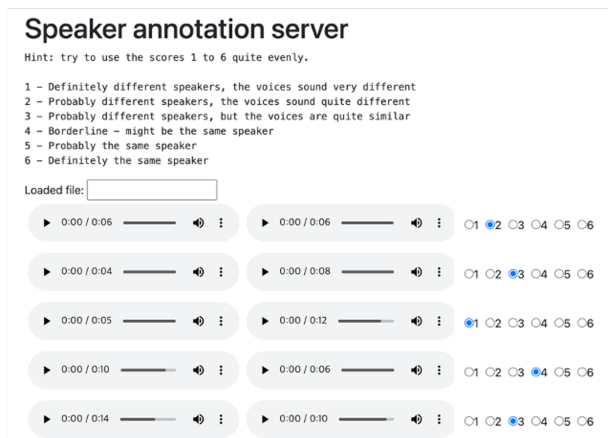 Speaker annotation server
Hint: try to use the scores 1 to 6 quite evenly.
1 – Definitely different speakers, the voices sound very different
2 – Probably different speakers, the voices sound quite different
3 – Probably different speakers, but the voices are quite similar
4 – Borderline – might be the same speaker
5 – Probably the same speaker
6 – Definitely the same speaker
Loaded file:
0:00 / 0:06 0:00 / 0:06 1 2 3 4 5 6
0:00 / 0:04 0:00 / 0:08 1 2 3 4 5 6
0:00 / 0:05 0:00 / 0:12 1 2 3 4 5 6
0:00 / 0:10 0:00 / 0:06 1 2 3 4 5 6
0:00 / 0:14 0:00 / 0:10 1 2 3 4 5 6